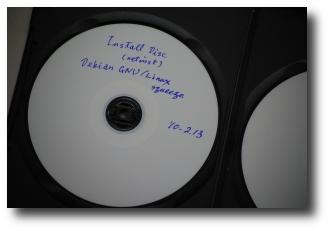 Install Disc
(netinst)
Debian GNU/Linux
squeeze
'10. 2. 13